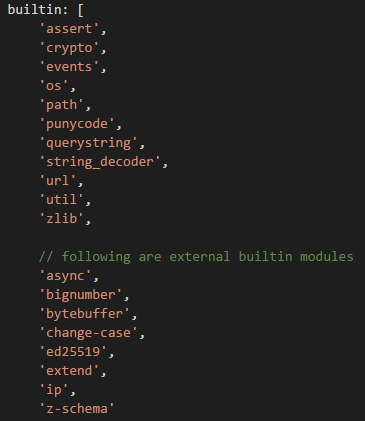 builtin: [
'assert',
'crypto',
'events',
'os',
'path',
'punycode',
'querystring',
'string_decoder',
'url',
'util',
'zlib',
// following are external builtin modules
'async',
'bignumber',
'bytebuffer',
'change-case',
'ed25519',
'extend',
'ip',
'z-schema'